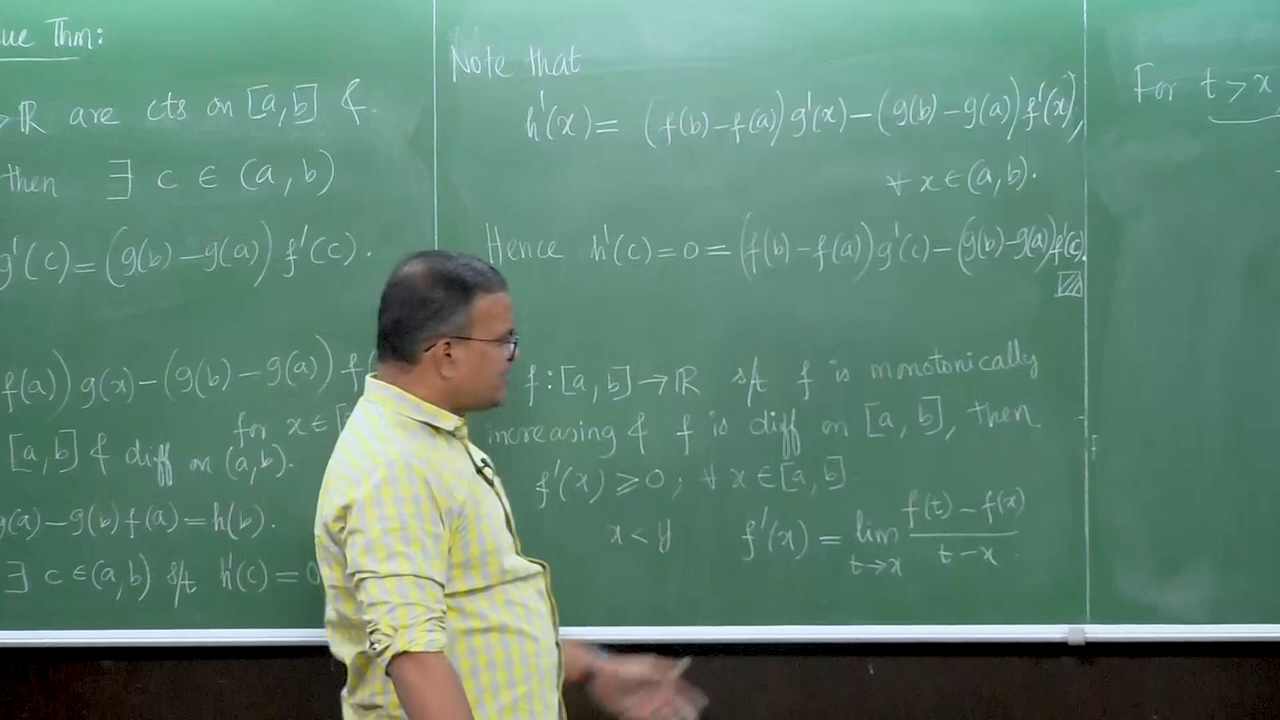 ue Thm:
→ℝ are cts on [a,b] &
then ∃ c ∈ (a,b)
g'(c)=(g(b)-g(a)) f'(c).
f(a)) g(x)-(g(b)-g(a)) f
for x∈[
[a,b] & diff on (a,b).
g(a)-g(b)f(a)=h(b).
∃ c∈(a,b) s/t h'(c)=0
Note that
h'(x)= (f(b)-f(a)) g'(x)-(g(b)-g(a)) f'(x),
∀ x∈(a,b).
Hence h'(c)=0=(f(b)-f(a))g'(c)-(g(b)-g(a))f'(c).
f:[a,b]→ℝ s/t f is monotonically
increasing & f is diff on [a,b], then
f'(x)≥0; ∀ x∈[a,b]
x<y f'(x) = lim t→x (f(t)-f(x))/(t-x)
For t>x